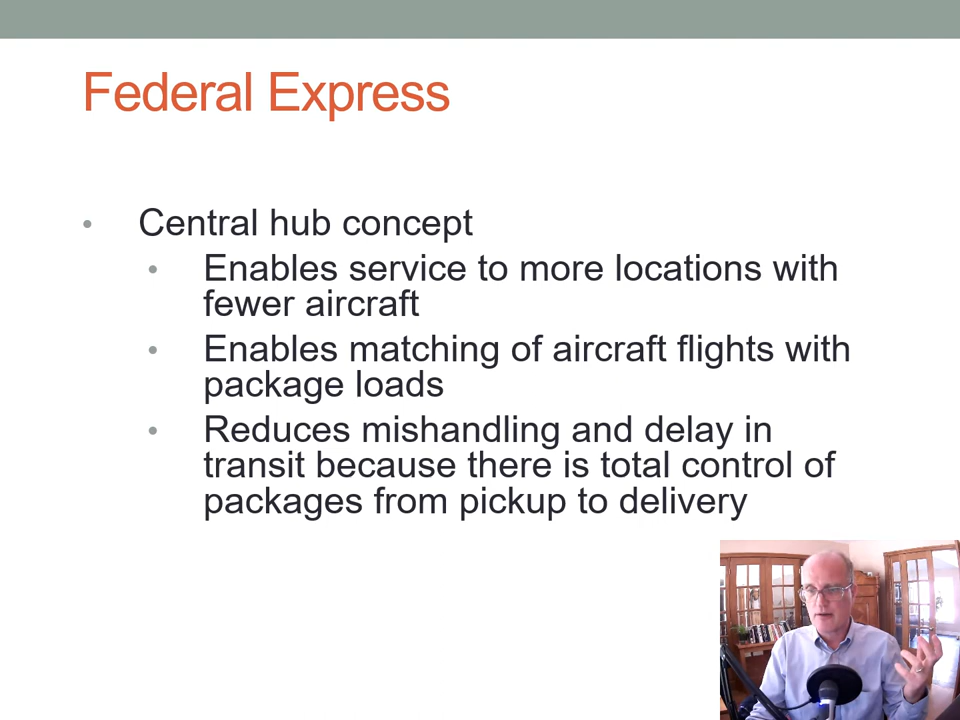 Federal Express
• Central hub concept
• Enables service to more locations with
fewer aircraft
• Enables matching of aircraft flights with
package loads
• Reduces mishandling and delay in
transit because there is total control of
packages from pickup to delivery